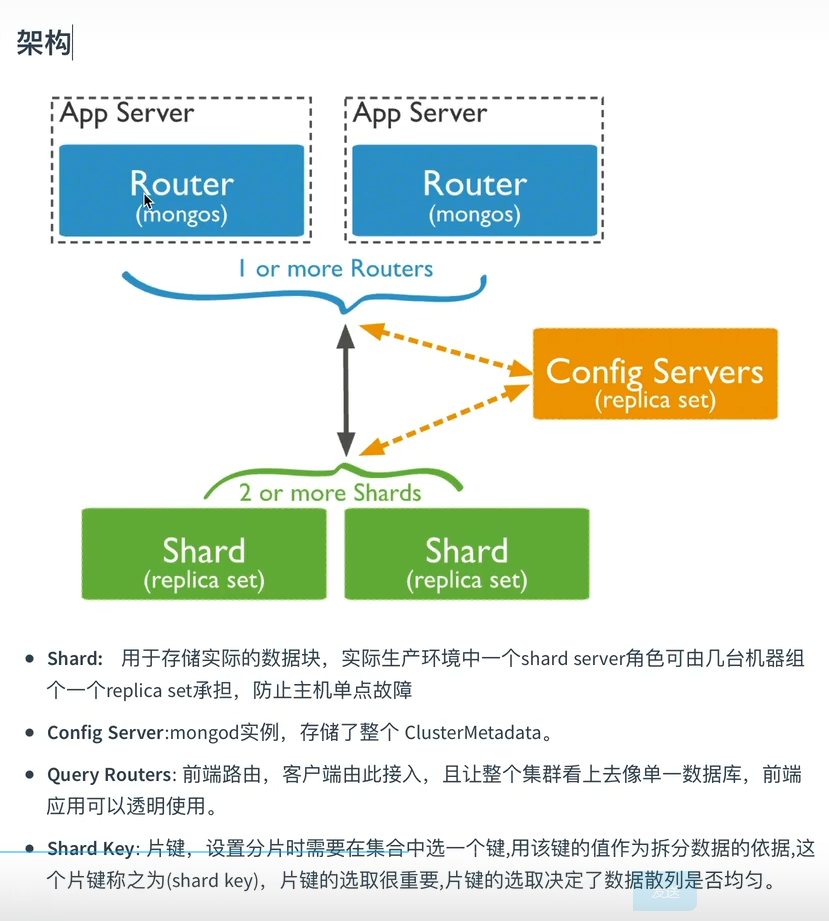 架构
App Server
App Server
Router
(mongos)
Router
(mongos)
1 or more Routers
Config Servers
(replica set)
2 or more Shards
Shard
(replica set)
Shard
(replica set)
Shard: 用于存储实际的数据块，实际生产环境中一个shard server角色可由几台机器组
个一个replica set承担，防止主机单点故障
Config Server:mongod实例，存储了整个 ClusterMetadata。
Query Routers: 前端路由，客户端由此接入，且让整个集群看上去像单一数据库，前端
应用可以透明使用。
Shard Key: 片键，设置分片时需要在集合中选一个键,用该键的值作为拆分数据的依据,这
个片键称之为(shard key)，片键的选取很重要,片键的选取决定了数据散列是否均匀。